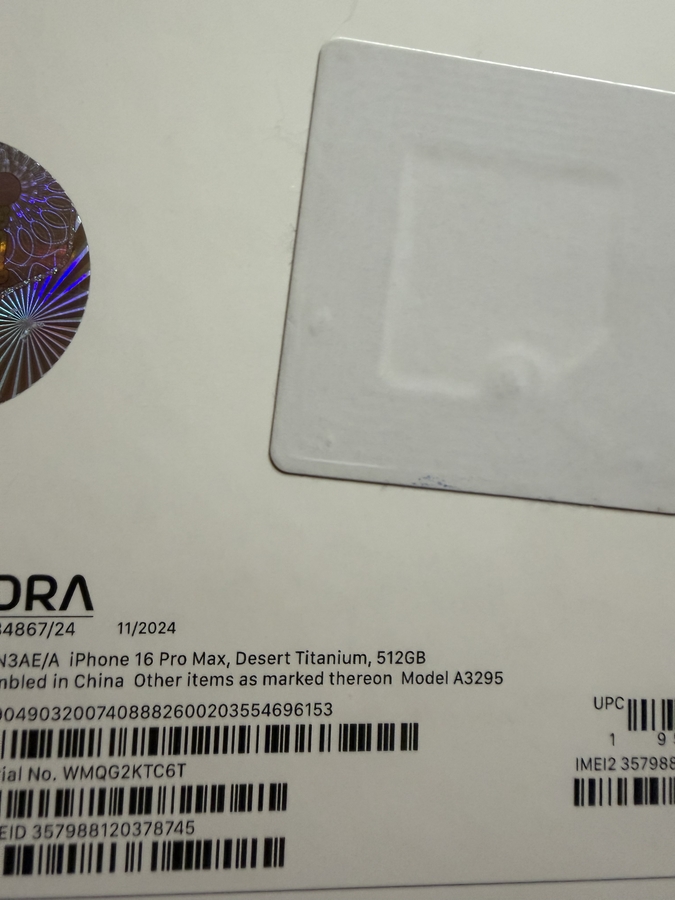 DRA
34867/24 11/2024
N3AE/A iPhone 16 Pro Max, Desert Titanium, 512GB
mbled in China Other items as marked thereon Model A3295
9049032007408882600203554696153
UPC
1 9
rial No. WMQG2KTC6T
IMEI2 357988
EID 357988120378745